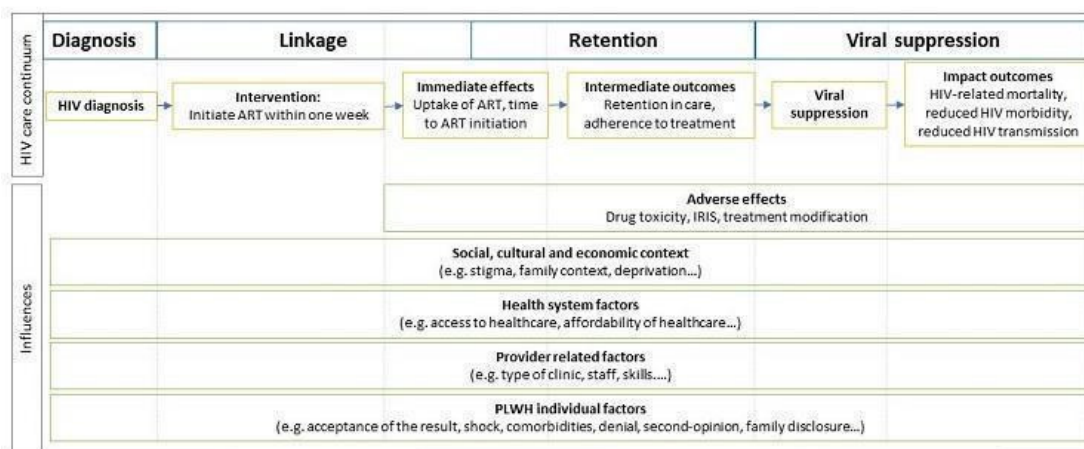 HIV care continuum
Diagnosis
Linkage
Retention
Viral suppression
HIV diagnosis
Intervention:
Initiate ART within one week
Immediate effects
Uptake of ART, time
to ART initiation
Intermediate outcomes
Retention in care,
adherence to treatment
Viral
suppression
Impact outcomes
HIV-related mortality,
reduced HIV morbidity,
reduced HIV transmission
Influences
Adverse effects
Drug toxicity, IRIS, treatment modification
Social, cultural and economic context
(e.g. stigma, family context, deprivation...)
Health system factors
(e.g. access to healthcare, affordability of healthcare...)
Provider related factors
(e.g. type of clinic, staff, skills....)
PLWH individual factors
(e.g. acceptance of the result, shock, comorbidities, denial, second-opinion, family disclosure...)